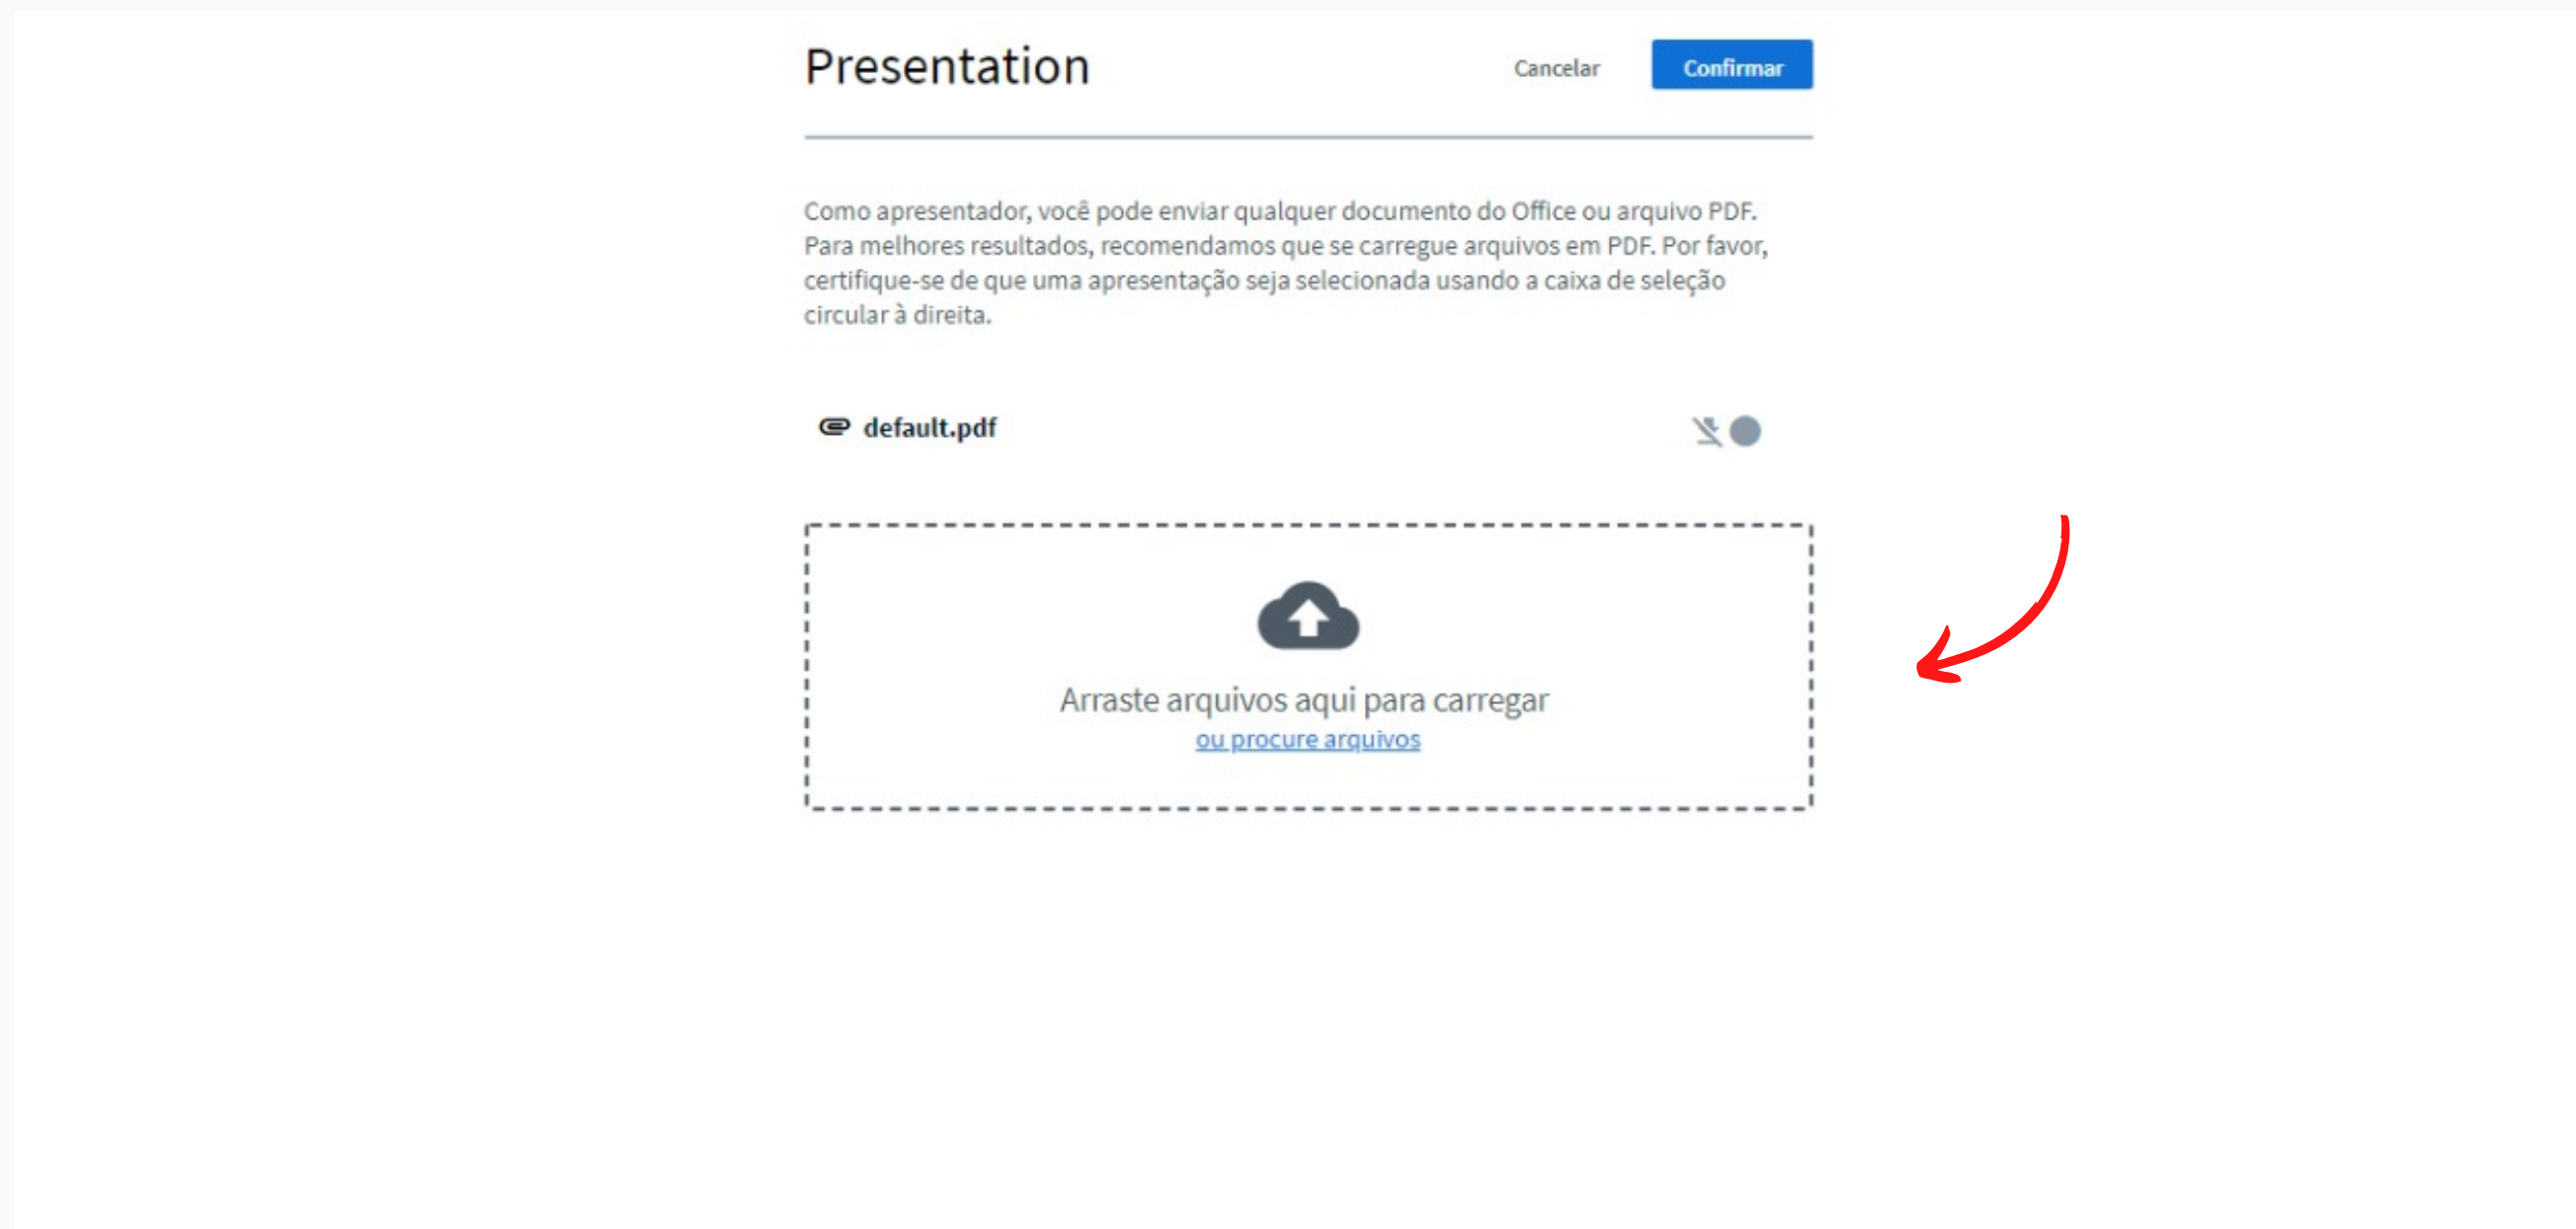 Presentation
Cancelar
Confirmar
Como apresentador, você pode enviar qualquer documento do Office ou arquivo PDF.
Para melhores resultados, recomendamos que se carregue arquivos em PDF. Por favor,
certifique-se de que uma apresentação seja selecionada usando a caixa de seleção
circular à direita.
default.pdf
Arraste arquivos aqui para carregar
ou procure arquivos